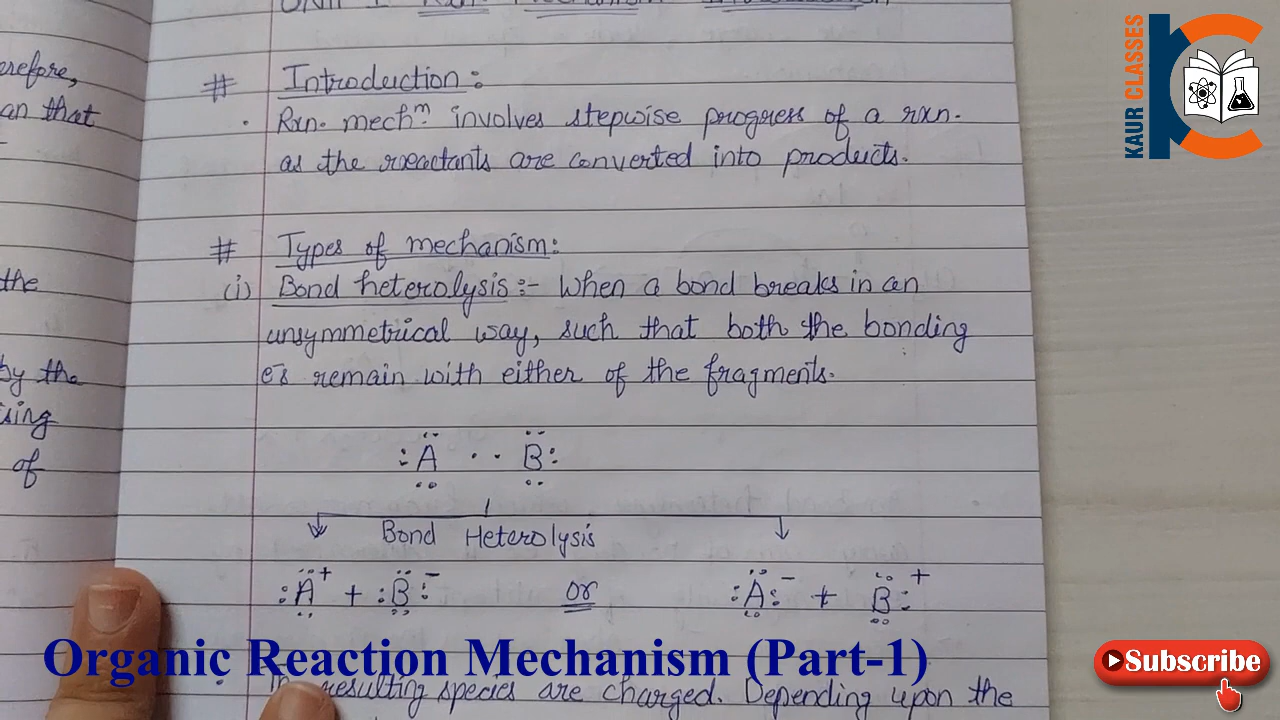 erefore,
an that
the
by the
sing
of
# Introduction:
· Rxn. mechᵐ involves stepwise progress of a rxn.
as the reactants are converted into products.
# Types of mechanism:
(i) Bond heterolysis :- When a bond breaks in an
unsymmetrical way, such that both the bonding
e⁻s remain with either of the fragments.
:A · · B:
Bond Heterolysis
:A⁺ + :B:⁻ or :A:⁻ + B:⁺
resulting species are charged. Depending upon the
Organic Reaction Mechanism (Part-1)
KAUR CLASSES
Subscribe